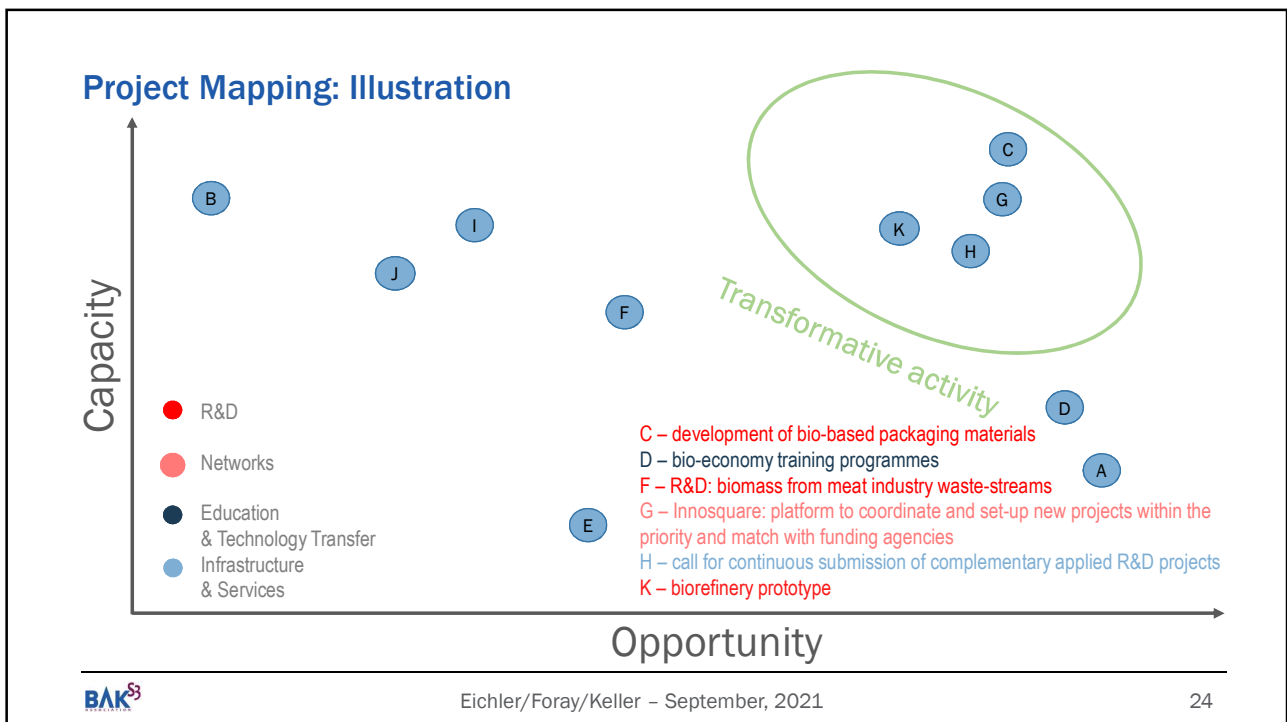 Project Mapping: Illustration
C
B
G
I
K
H
J
F
Capacity
Transformative activity
D
R&D
C – development of bio-based packaging materials
Networks
D – bio-economy training programmes
A
F – R&D: biomass from meat industry waste-streams
G – Innosquare: platform to coordinate and set-up new projects within the
priority and match with funding agencies
Education
& Technology Transfer
E
H – call for continuous submission of complementary applied R&D projects
Infrastructure
& Services
K – biorefinery prototype
Opportunity
BAK S3
ASSOCIATION
Eichler/Foray/Keller – September, 2021
24